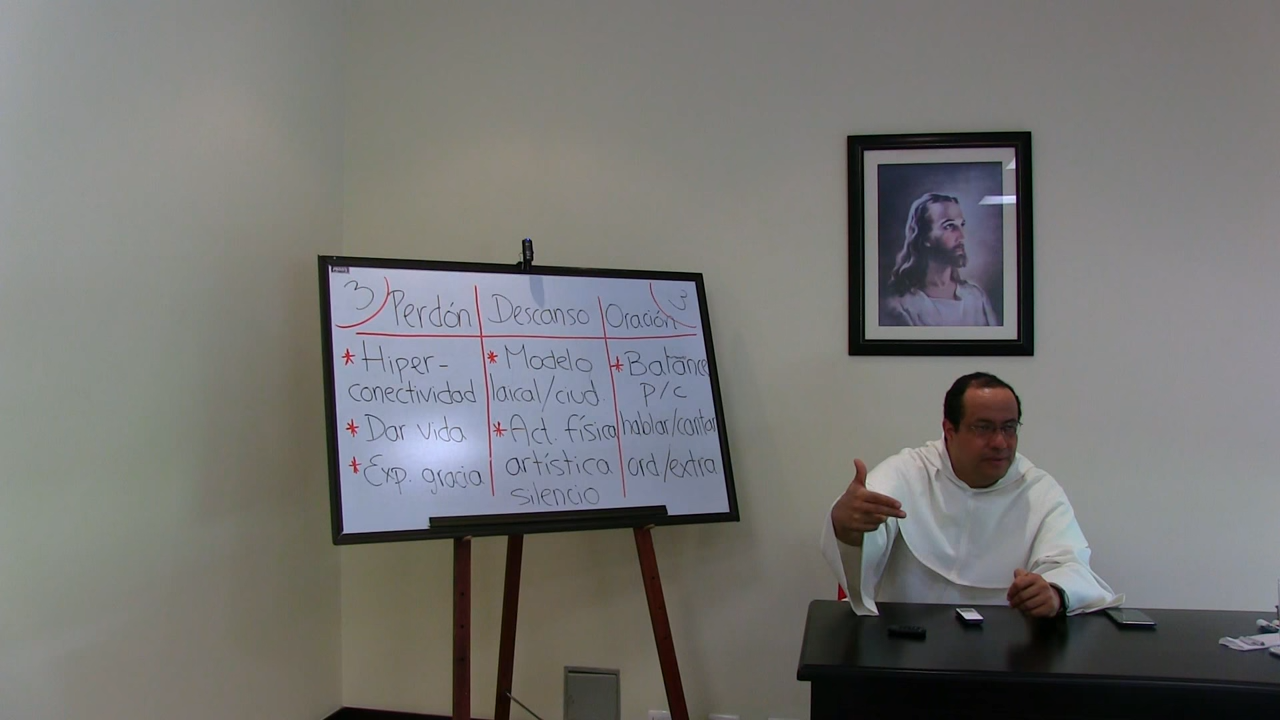 3 Perdón Descanso Oración 3
* Hiper-
conectividad
* Dar vida
* Exp. gracia
* Modelo
laical/ciud.
* Act. física
artística
silencio
* Balance
P/c
hablar/cantar
ord/extra